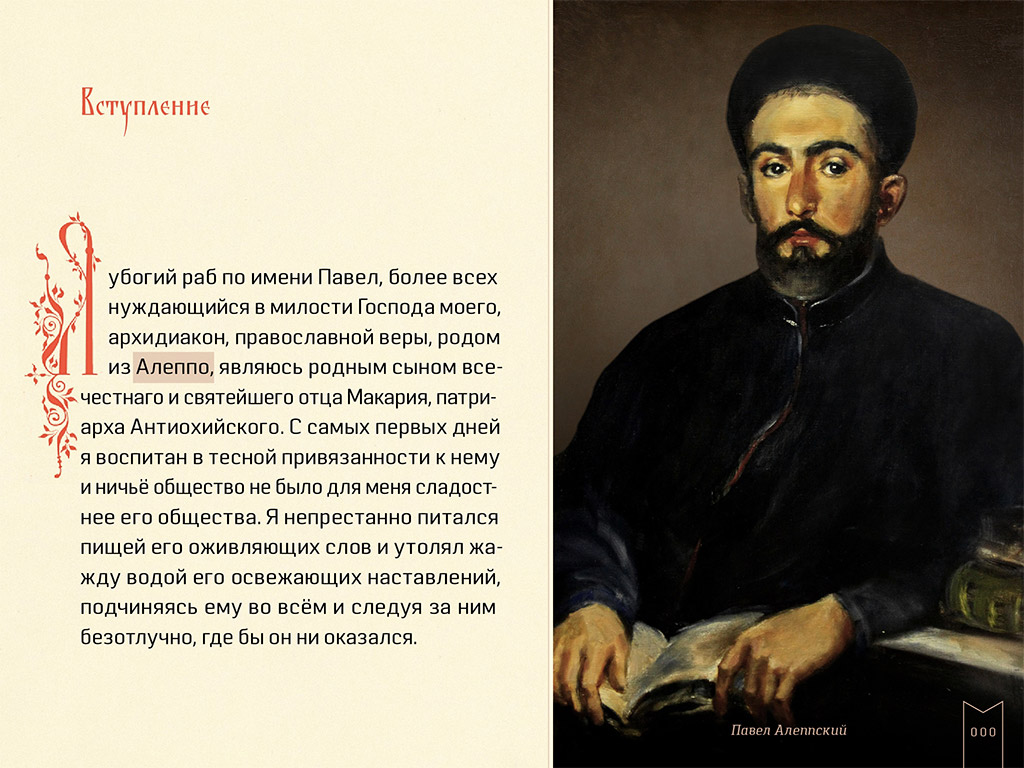 Вступление
Я убогий раб по имени Павел, более всех
нуждающийся в милости Господа моего,
архидиакон, православной веры, родом
из Алеппо, являюсь родным сыном все-
честнаго и святейшего отца Макария, патри-
арха Антиохийского. С самых первых дней
я воспитан в тесной привязанности к нему
и ничьё общество не было для меня сладост-
нее его общества. Я непрестанно питался
пищей его оживляющих слов и утолял жа-
жду водой его освежающих наставлений,
подчиняясь ему во всём и следуя за ним
безотлучно, где бы он ни оказался.
Павел Алеппский
000